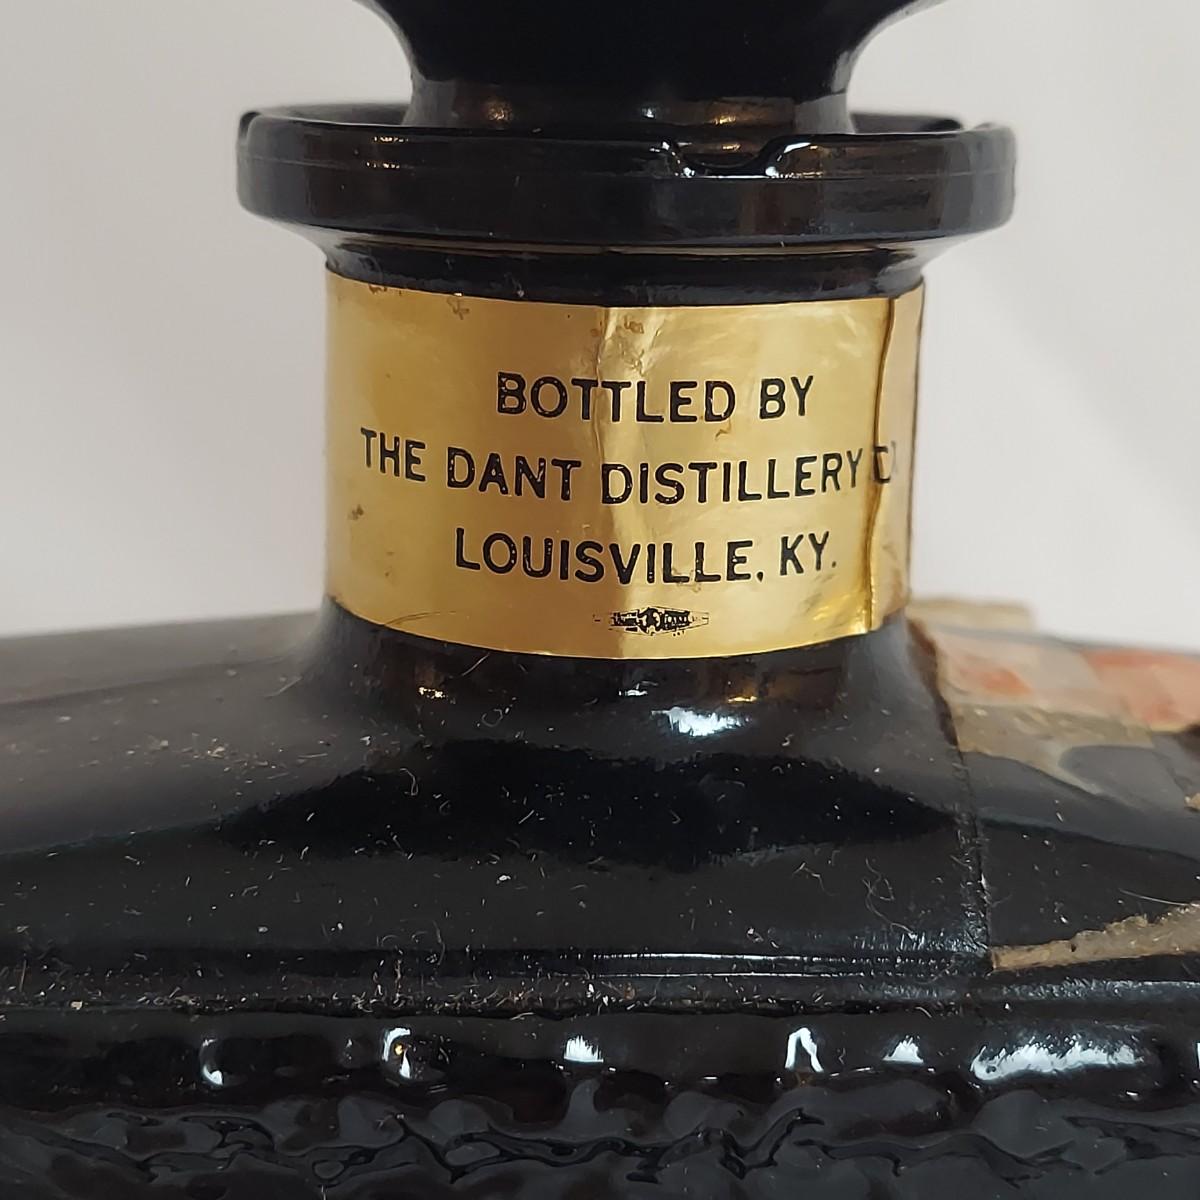 BOTTLED BY
THE DANT DISTILLERY
LOUISVILLE, KY.